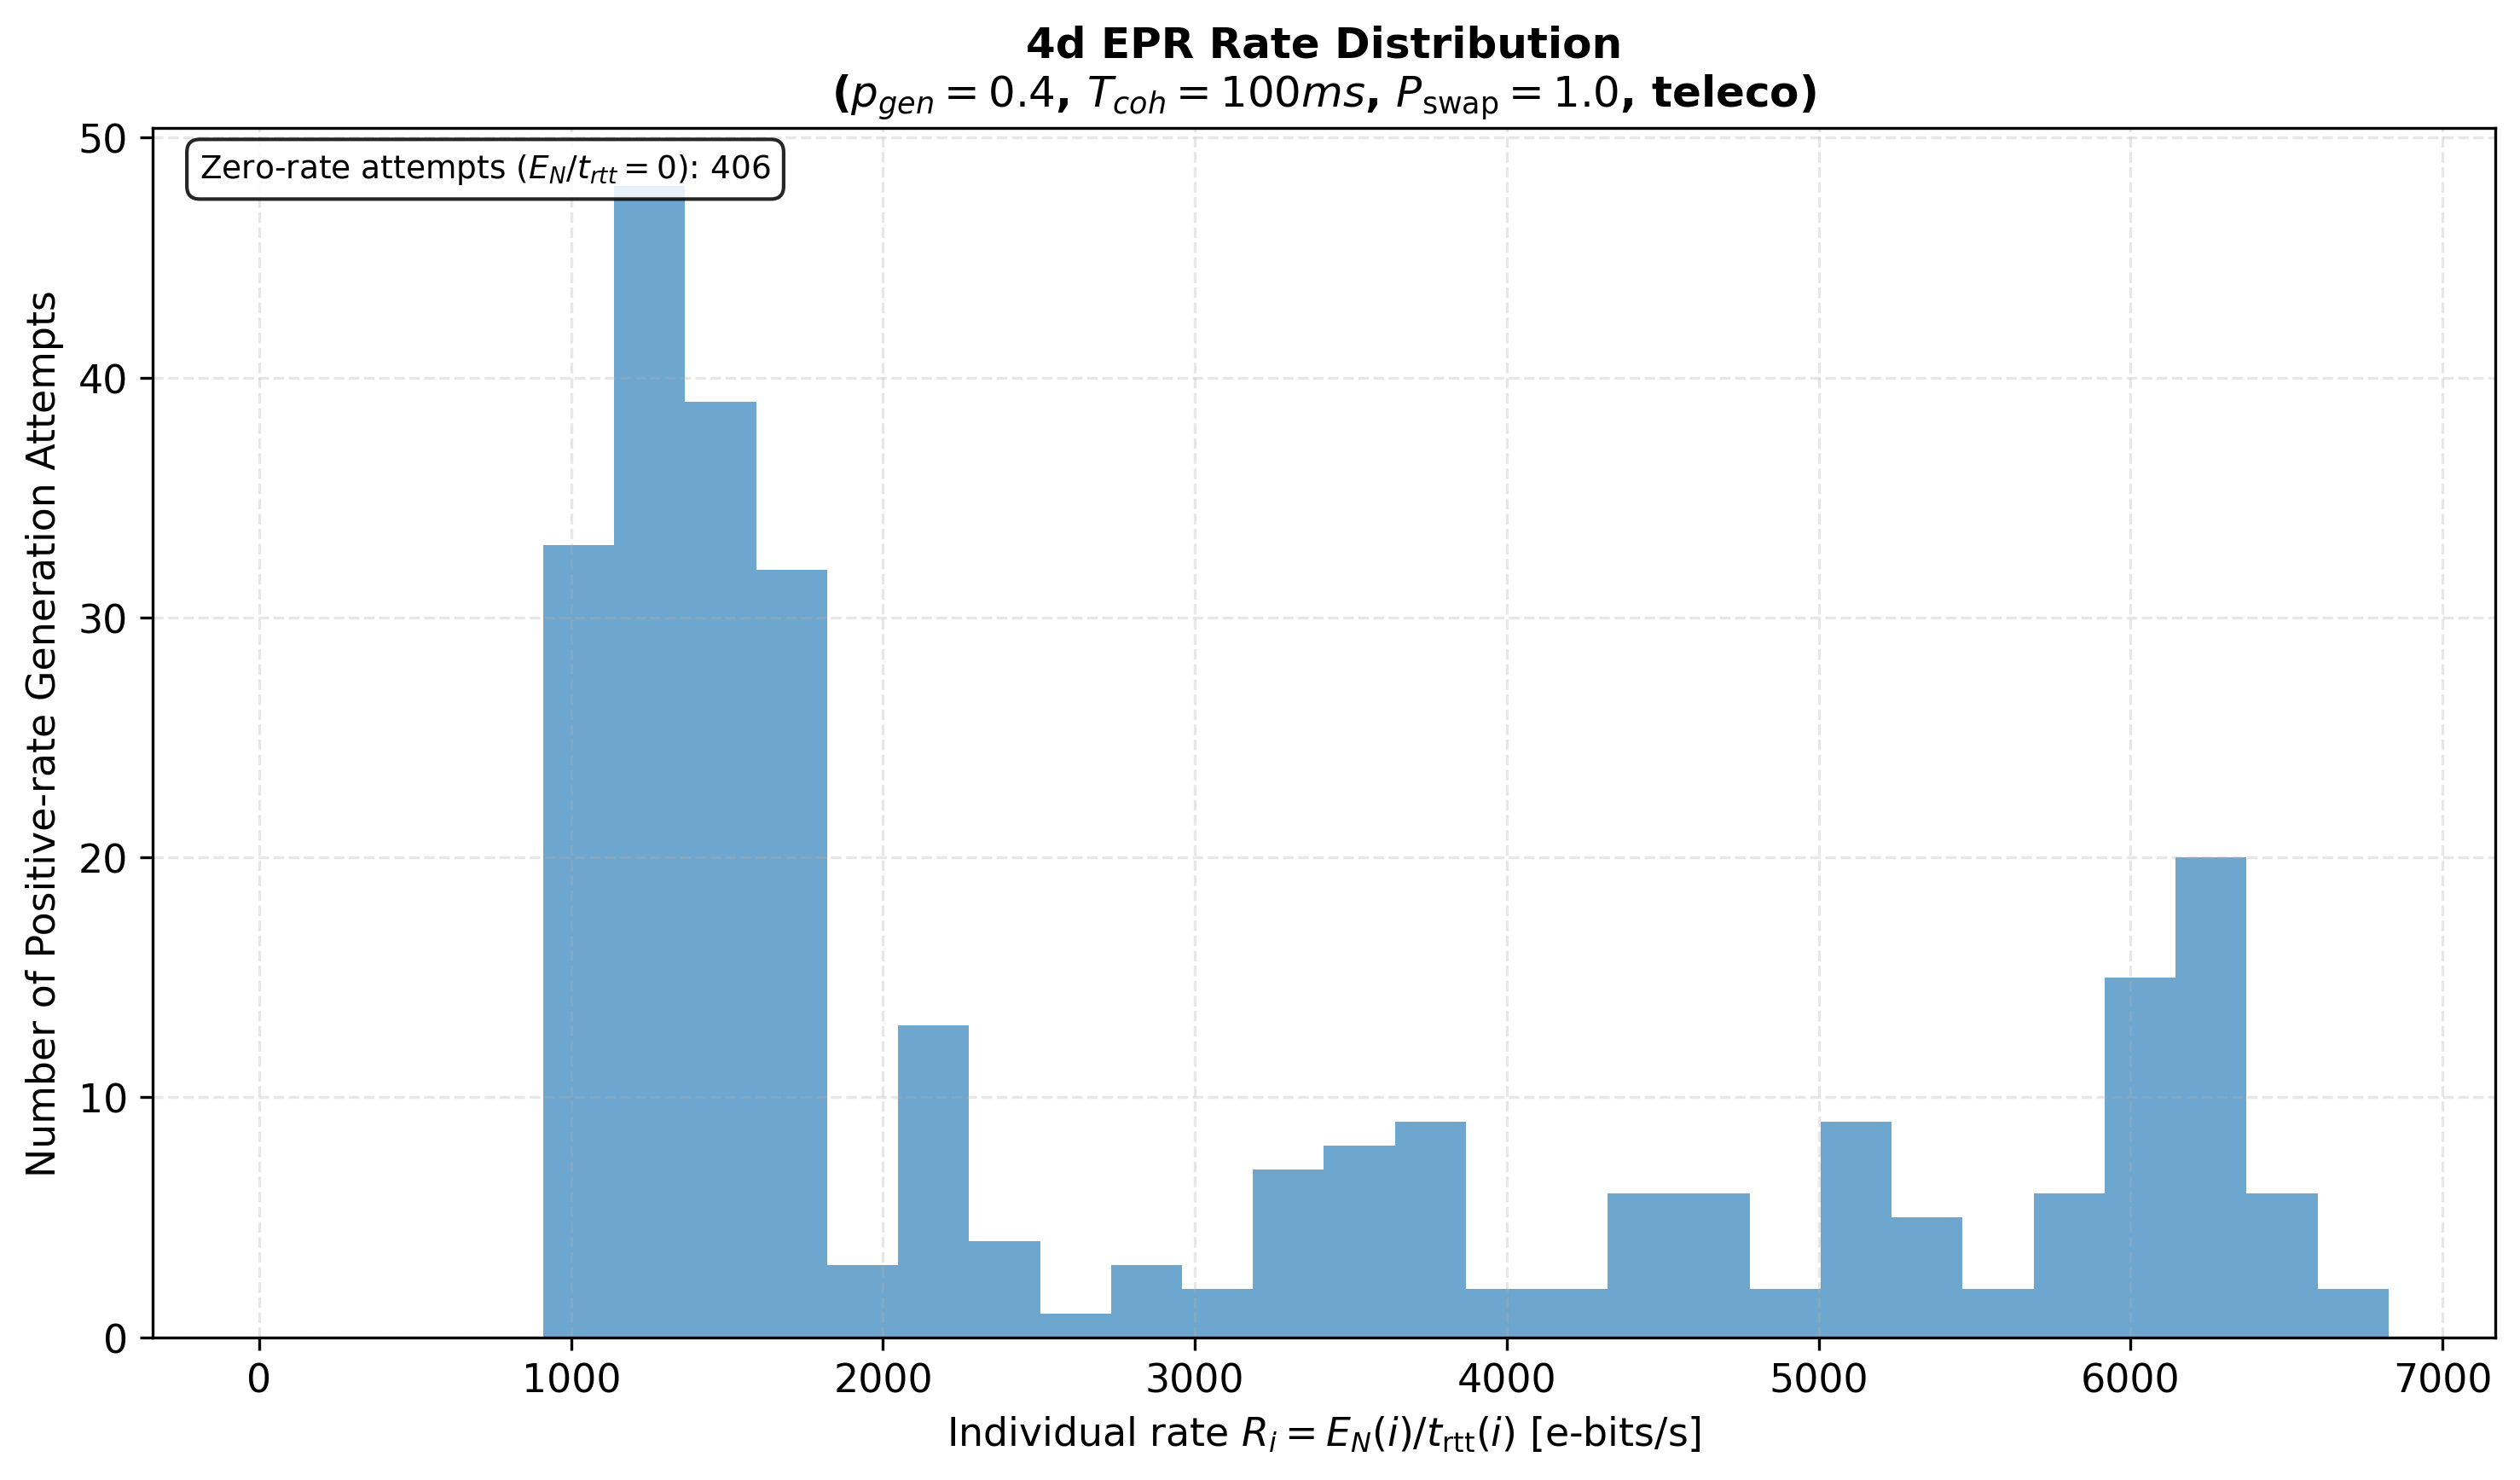 4d EPR Rate Distribution
(p_gen = 0.4, T_coh = 100ms, P_swap = 1.0, teleco)
Zero-rate attempts (E_N/t_rtt = 0): 406
Number of Positive-rate Generation Attempts
50
40
30
20
10
0
0 1000 2000 3000 4000 5000 6000 7000
Individual rate R_i = E_N(i)/t_rtt(i) [e-bits/s]